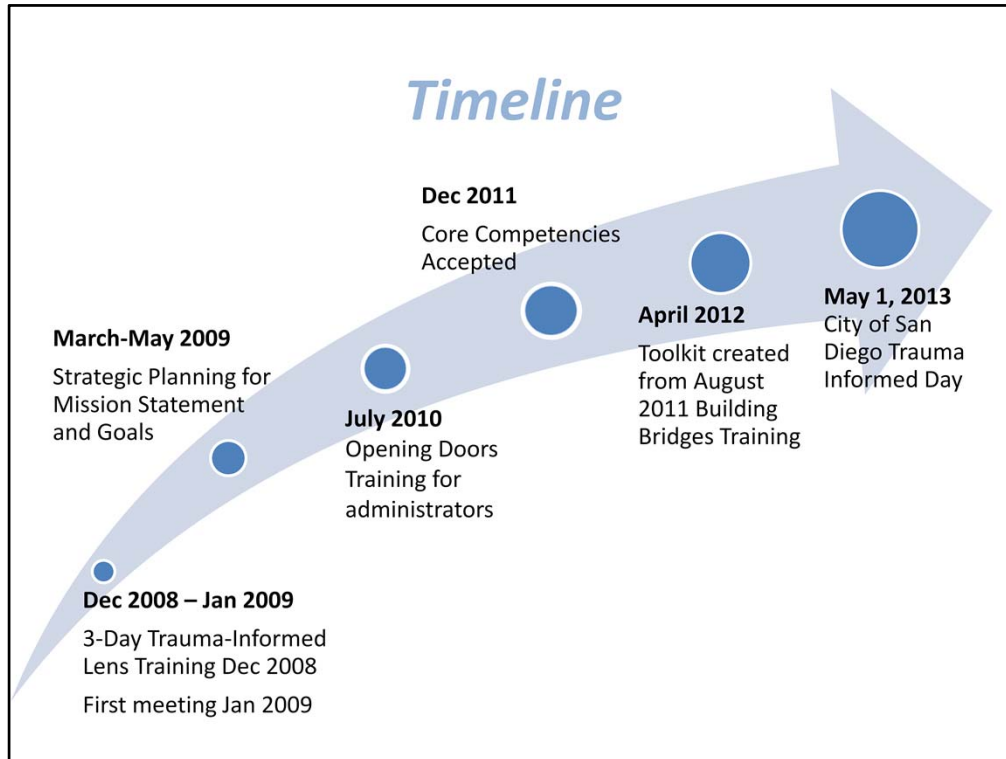 Timeline
Dec 2008 – Jan 2009
3-Day Trauma-Informed
Lens Training Dec 2008
First meeting Jan 2009
March-May 2009
Strategic Planning for
Mission Statement
and Goals
July 2010
Opening Doors
Training for
administrators
Dec 2011
Core Competencies
Accepted
April 2012
Toolkit created
from August
2011 Building
Bridges Training
May 1, 2013
City of San
Diego Trauma
Informed Day